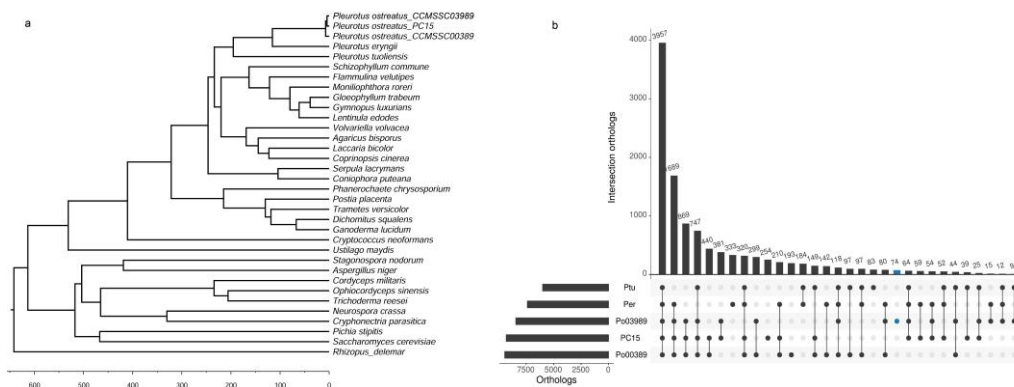 a
Pleurotus ostreatus_CCMSSC03989
Pleurotus ostreatus_PC15
Pleurotus ostreatus_CCMSSC00389
Pleurotus eryngii
Pleurotus tuoliensis
Schizophyllum commune
Flammulina velutipes
Moniliophthora roreri
Gloeophyllum trabeum
Gymnopus luxurians
Lentinula edodes
Volvariella volvacea
Agaricus bisporus
Laccaria bicolor
Coprinopsis cinerea
Serpula lacrymans
Coniophora puteana
Phanerochaete chrysosporium
Postia placenta
Trametes versicolor
Dichomitus squalens
Ganoderma lucidum
Cryptococcus neoformans
Ustilago maydis
Stagonospora nodorum
Aspergillus niger
Cordyceps militaris
Ophiocordyceps sinensis
Trichoderma reesei
Neurospora crassa
Cryphonectria parasitica
Pichia stipitis
Saccharomyces cerevisiae
Rhizopus_delemar
600 500 400 300 200 100 0
b
Intersection orthologs
4000
3000
2000
1000
0
3957 1689 869 747 440 381 333 320 299 254 210 193 184 149 142 118 97 97 83 80 74 64 59 54 52 44 39 25 15 12 9
Ptu
Per
Po03989
PC15
Po00389
7500 5000 2500 0
Orthologs